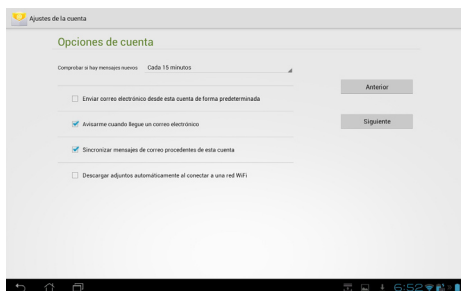 Ajustes de la cuenta
Opciones de cuenta
Comprobar si hay mensajes nuevos Cada 15 minutos
Anterior
Enviar correo electrónico desde esta cuenta de forma predeterminada
Avisarme cuando llegue un correo electrónico
Siguiente
Sincronizar mensajes de correo procedentes de esta cuenta
Descargar adjuntos automáticamente al conectar a una red WiFi
6:52